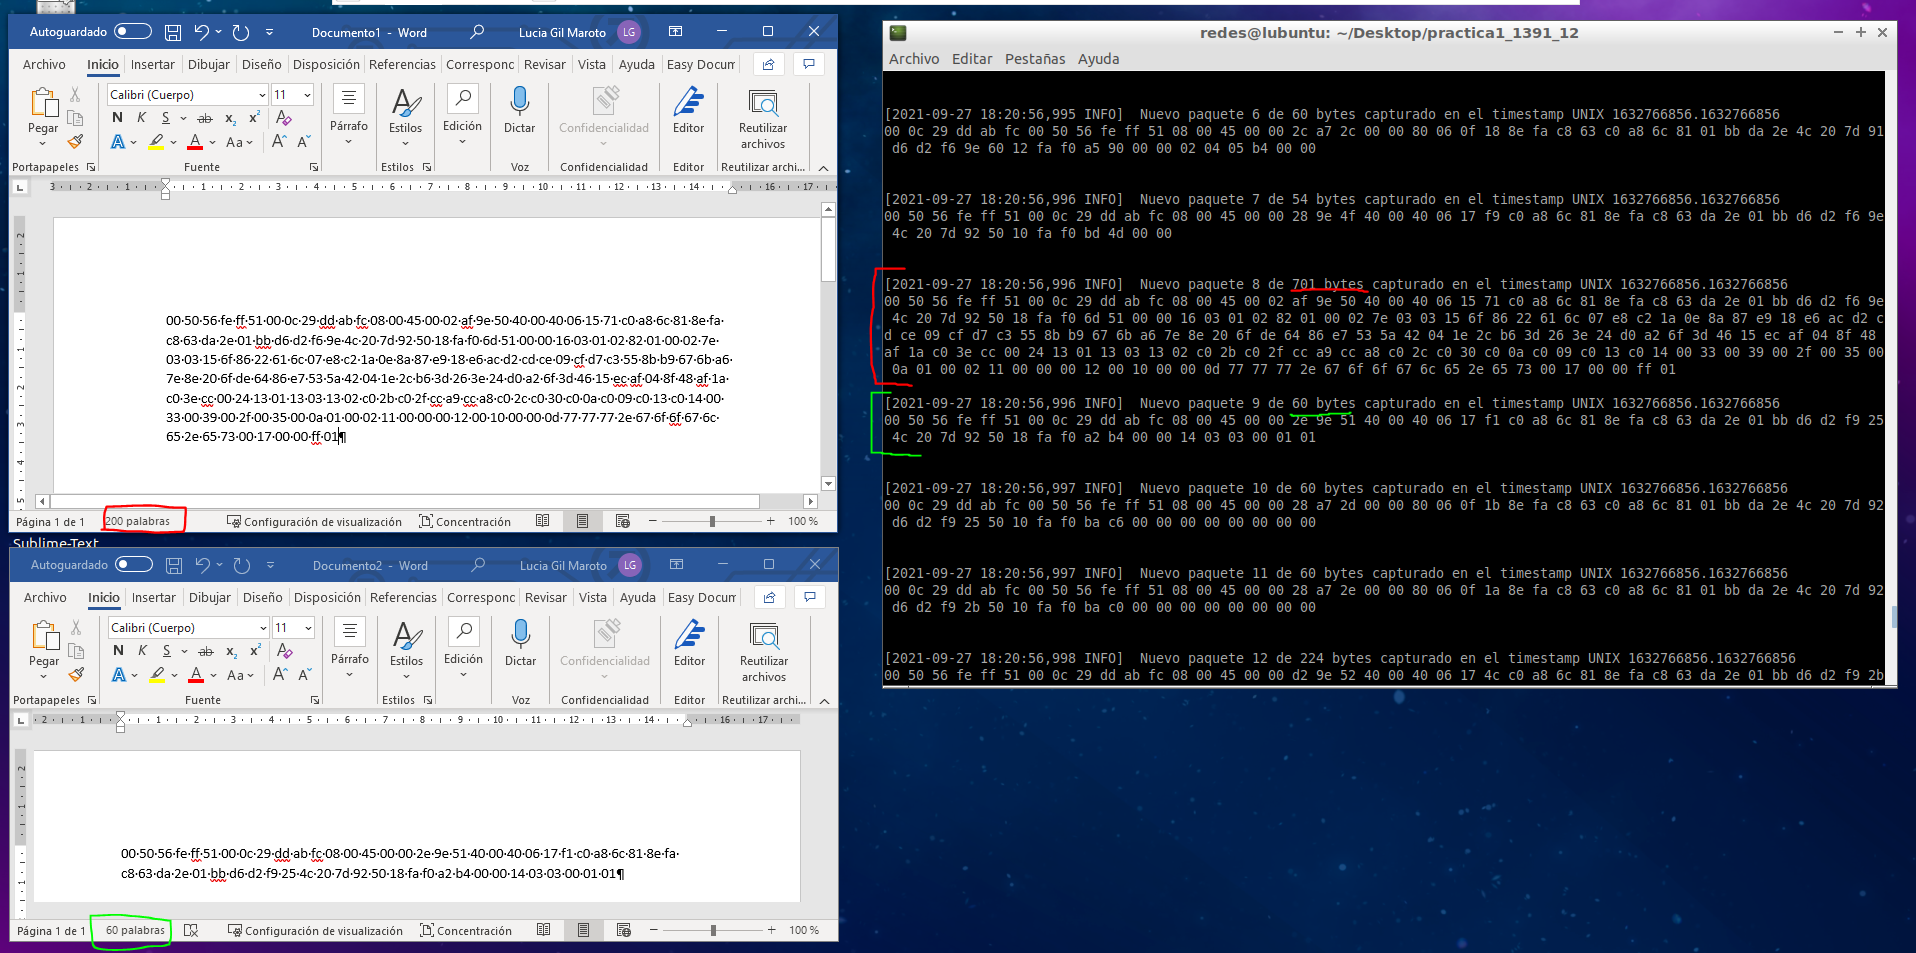 Autoguardado
Documento1 - Word
Lucia Gil Maroto
LG
Archivo Inicio Insertar Dibujar Diseño Disposición Referencias Corresponc Revisar Vista Ayuda Easy Docum
Calibri (Cuerpo) 11
N K S ab x₂ x²
A A Aa A A
Pegar
Párrafo
Estilos
Edición
Dictar
Confidencialidad
Editor
Reutilizar archivos
Portapapeles Fuente Estilos Voz Confidencialidad Editor Reutilizar archi...
3 2 1 1 2 3 4 5 6 7 8 9 10 11 12 13 14 16 17
00·50·56·fe·ff·51·00·0c·29·dd·ab·fc·08·00·45·00·02·af·9e·50·40·00·40·06·15·71·c0·a8·6c·81·8e·fa·
c8·63·da·2e·01·bb·d6·d2·f6·9e·4c·20·7d·92·50·18·fa·f0·6d·51·00·00·16·03·01·02·82·01·00·02·7e·
03·03·15·6f·86·22·61·6c·07·e8·c2·1a·0e·8a·87·e9·18·e6·ac·d2·cd·ce·09·cf·d7·c3·55·8b·b9·67·6b·a6·
7e·8e·20·6f·de·64·86·e7·53·5a·42·04·1e·2c·b6·3d·26·3e·24·d0·a2·6f·3d·46·15·ec·af·04·8f·48·af·1a·
c0·3e·cc·00·24·13·01·13·03·13·02·c0·2b·c0·2f·cc·a9·cc·a8·c0·2c·c0·30·c0·0a·c0·09·c0·13·c0·14·00·
33·00·39·00·2f·00·35·00·0a·01·00·02·11·00·00·00·12·00·10·00·00·0d·77·77·77·2e·67·6f·6f·67·6c·
65·2e·65·73·00·17·00·00·ff·01¶
Página 1 de 1 200 palabras Configuración de visualización Concentración 100 %
Sublime-Text
Autoguardado
Documento2 - Word
Lucia Gil Maroto
LG
Archivo Inicio Insertar Dibujar Diseño Disposición Referencias Corresponc Revisar Vista Ayuda Easy Docum
Calibri (Cuerpo) 11
N K S ab x₂ x²
A A Aa A A
Pegar
Párrafo
Estilos
Edición
Dictar
Confidencialidad
Editor
Reutilizar archivos
Portapapeles Fuente Estilos Voz Confidencialidad Editor Reutilizar archi...
2 1 1 2 3 4 5 6 7 8 9 10 11 12 13 14 16 17
00·50·56·fe·ff·51·00·0c·29·dd·ab·fc·08·00·45·00·00·2e·9e·51·40·00·40·06·17·f1·c0·a8·6c·81·8e·fa·
c8·63·da·2e·01·bb·d6·d2·f9·25·4c·20·7d·92·50·18·fa·f0·a2·b4·00·00·14·03·03·00·01·01¶
Página 1 de 1 60 palabras Configuración de visualización Concentración 100 %
redes@lubuntu: ~/Desktop/practica1_1391_12
Archivo Editar Pestañas Ayuda
[2021-09-27 18:20:56,995 INFO] Nuevo paquete 6 de 60 bytes capturado en el timestamp UNIX 1632766856.1632766856
00 0c 29 dd ab fc 00 50 56 fe ff 51 08 00 45 00 00 2c a7 2c 00 00 80 06 0f 18 8e fa c8 63 c0 a8 6c 81 01 bb da 2e 4c 20 7d 91
d6 d2 f6 9e 60 12 fa f0 a5 90 00 00 02 04 05 b4 00 00
[2021-09-27 18:20:56,996 INFO] Nuevo paquete 7 de 54 bytes capturado en el timestamp UNIX 1632766856.1632766856
00 50 56 fe ff 51 00 0c 29 dd ab fc 08 00 45 00 00 28 9e 4f 40 00 40 06 17 f9 c0 a8 6c 81 8e fa c8 63 da 2e 01 bb d6 d2 f6 9e
4c 20 7d 92 50 10 fa f0 bd 4d 00 00
[2021-09-27 18:20:56,996 INFO] Nuevo paquete 8 de 701 bytes capturado en el timestamp UNIX 1632766856.1632766856
00 50 56 fe ff 51 00 0c 29 dd ab fc 08 00 45 00 02 af 9e 50 40 00 40 06 15 71 c0 a8 6c 81 8e fa c8 63 da 2e 01 bb d6 d2 f6 9e
4c 20 7d 92 50 18 fa f0 6d 51 00 00 16 03 01 02 82 01 00 02 7e 03 03 15 6f 86 22 61 6c 07 e8 c2 1a 0e 8a 87 e9 18 e6 ac d2 c
d ce 09 cf d7 c3 55 8b b9 67 6b a6 7e 8e 20 6f de 64 86 e7 53 5a 42 04 1e 2c b6 3d 26 3e 24 d0 a2 6f 3d 46 15 ec af 04 8f 48
af 1a c0 3e cc 00 24 13 01 13 03 13 02 c0 2b c0 2f cc a9 cc a8 c0 2c c0 30 c0 0a c0 09 c0 13 c0 14 00 33 00 39 00 2f 00 35 00
0a 01 00 02 11 00 00 00 12 00 10 00 00 0d 77 77 77 2e 67 6f 6f 67 6c 65 2e 65 73 00 17 00 00 ff 01
[2021-09-27 18:20:56,996 INFO] Nuevo paquete 9 de 60 bytes capturado en el timestamp UNIX 1632766856.1632766856
00 50 56 fe ff 51 00 0c 29 dd ab fc 08 00 45 00 00 2e 9e 51 40 00 40 06 17 f1 c0 a8 6c 81 8e fa c8 63 da 2e 01 bb d6 d2 f9 25
4c 20 7d 92 50 18 fa f0 a2 b4 00 00 14 03 03 00 01 01
[2021-09-27 18:20:56,997 INFO] Nuevo paquete 10 de 60 bytes capturado en el timestamp UNIX 1632766856.1632766856
00 0c 29 dd ab fc 00 50 56 fe ff 51 08 00 45 00 00 28 a7 2d 00 00 80 06 0f 1b 8e fa c8 63 c0 a8 6c 81 01 bb da 2e 4c 20 7d 92
d6 d2 f9 25 50 10 fa f0 ba c6 00 00 00 00 00 00 00 00
[2021-09-27 18:20:56,997 INFO] Nuevo paquete 11 de 60 bytes capturado en el timestamp UNIX 1632766856.1632766856
00 0c 29 dd ab fc 00 50 56 fe ff 51 08 00 45 00 00 28 a7 2e 00 00 80 06 0f 1a 8e fa c8 63 c0 a8 6c 81 01 bb da 2e 4c 20 7d 92
d6 d2 f9 2b 50 10 fa f0 ba c0 00 00 00 00 00 00 00 00
[2021-09-27 18:20:56,998 INFO] Nuevo paquete 12 de 224 bytes capturado en el timestamp UNIX 1632766856.1632766856
00 50 56 fe ff 51 00 0c 29 dd ab fc 08 00 45 00 00 d2 9e 52 40 00 40 06 17 4c c0 a8 6c 81 8e fa c8 63 da 2e 01 bb d6 d2 f9 2b